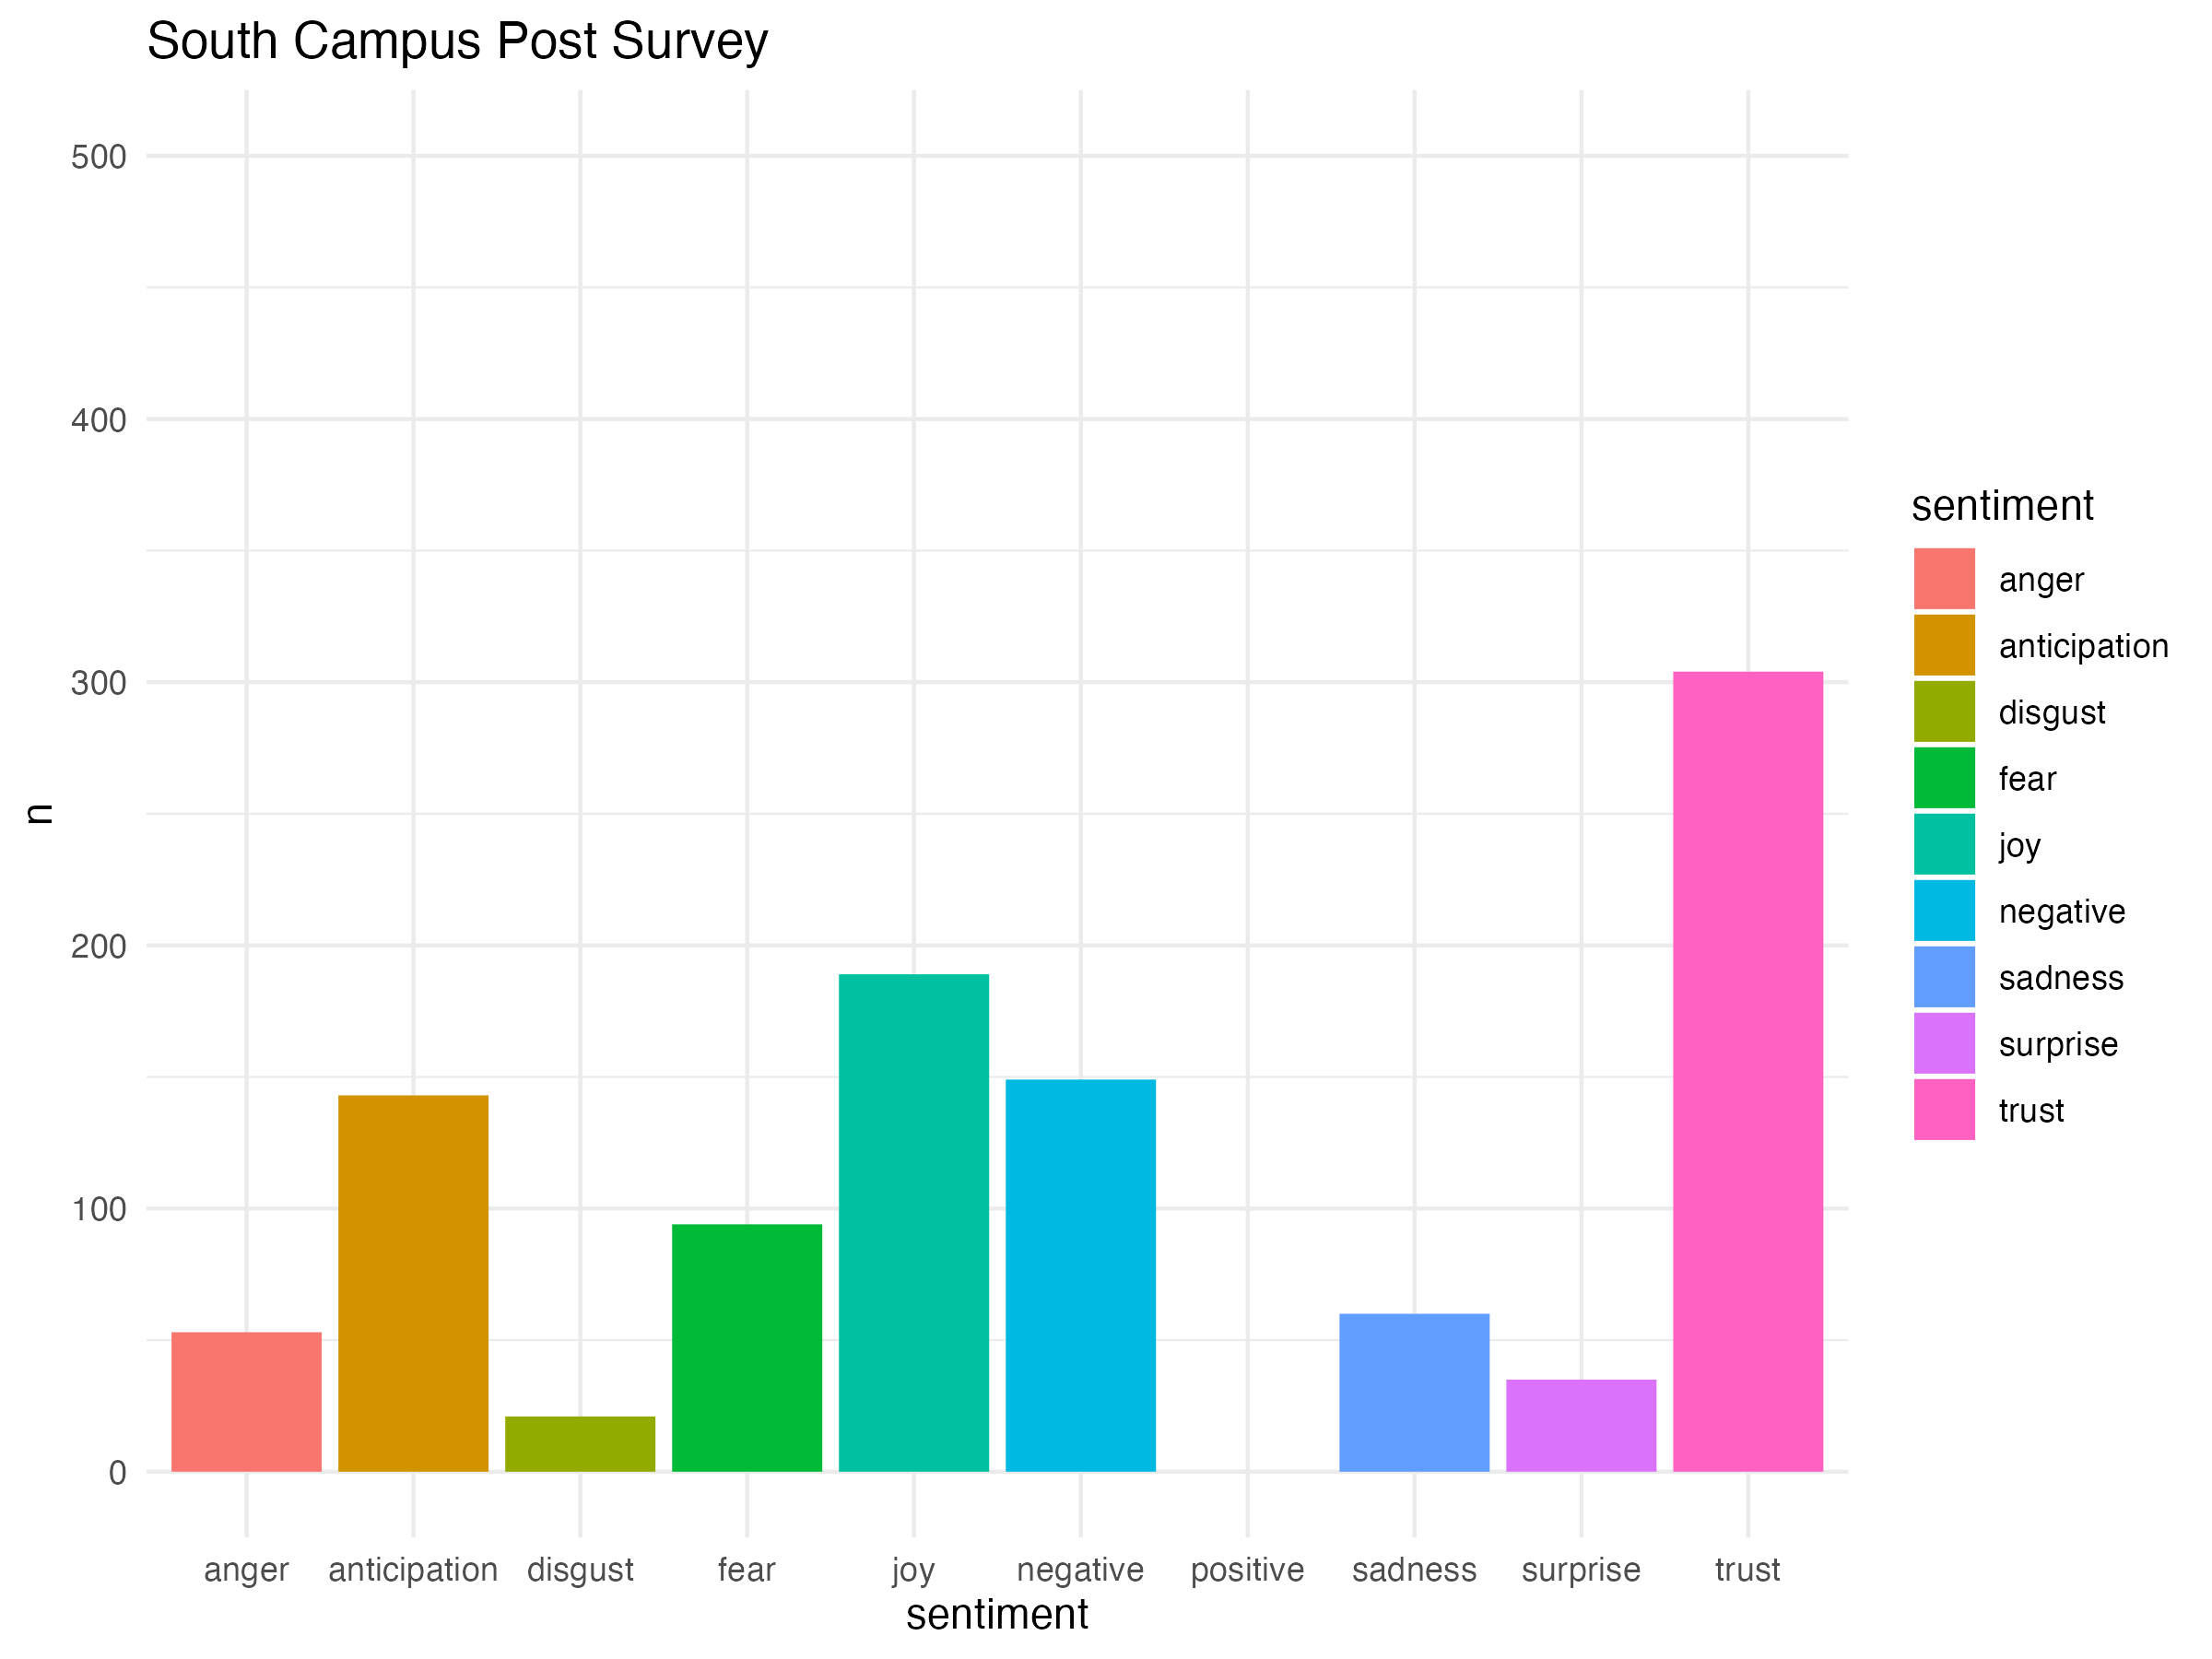 South Campus Post Survey
500
400
300
200
100
0
n
anger anticipation disgust fear joy negative positive sadness surprise trust
sentiment
sentiment
anger
anticipation
disgust
fear
joy
negative
sadness
surprise
trust